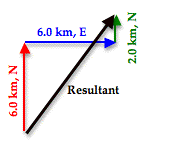 6.0 km, E
2.0 km, N
Resultant
6.0 km, N